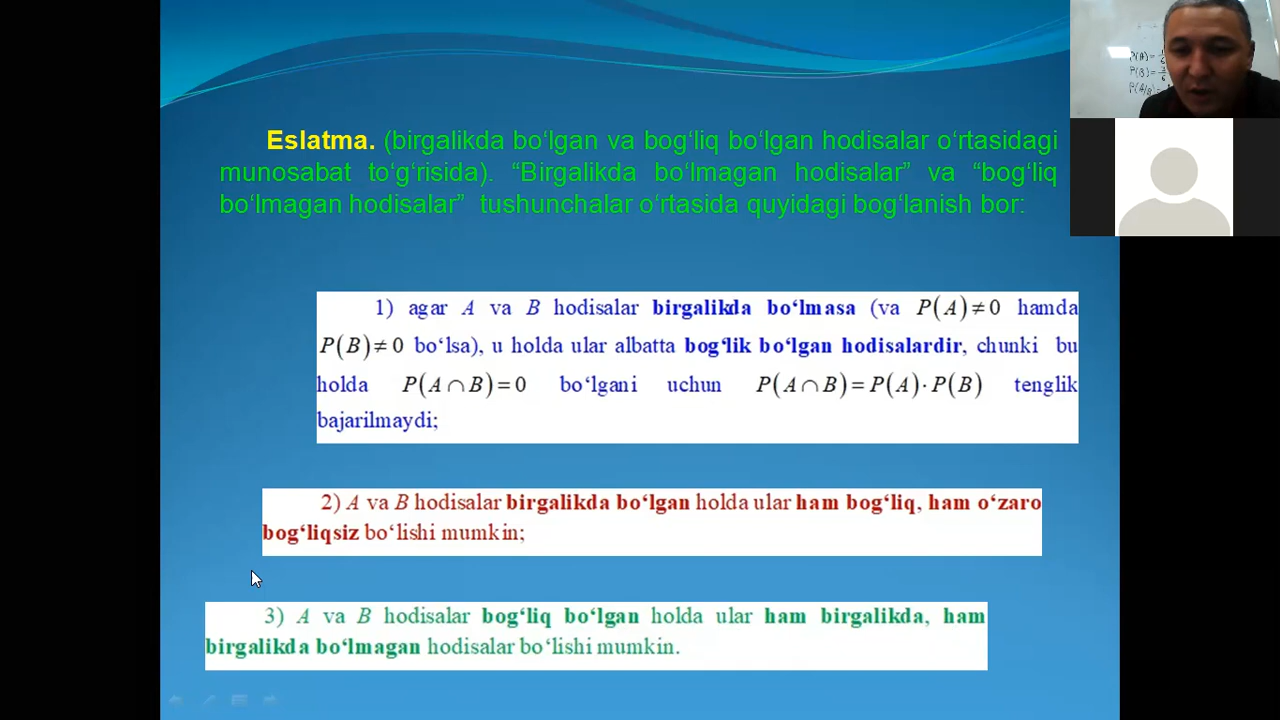 Eslatma. (birgalikda bo‘lgan va bog‘liq bo‘lgan hodisalar o‘rtasidagi
munosabat to‘g‘risida). “Birgalikda bo‘lmagan hodisalar” va “bog‘liq
bo‘lmagan hodisalar” tushunchalar o‘rtasida quyidagi bog‘lanish bor:
1) agar A va B hodisalar birgalikda bo‘lmasa (va P(A)≠0 hamda
P(B)≠0 bo‘lsa), u holda ular albatta bog‘lik bo‘lgan hodisalardir, chunki bu
holda P(A∩B)=0 bo‘lgani uchun P(A∩B)=P(A)·P(B) tenglik
bajarilmaydi;
2) A va B hodisalar birgalikda bo‘lgan holda ular ham bog‘liq, ham o‘zaro
bog‘liqsiz bo‘lishi mumkin;
3) A va B hodisalar bog‘liq bo‘lgan holda ular ham birgalikda, ham
birgalikda bo‘lmagan hodisalar bo‘lishi mumkin.
P(A)=
P(B)=
P(A/B)=